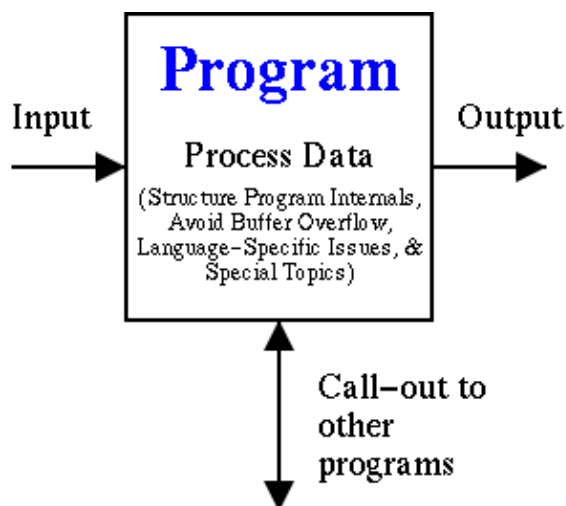 Program
Input
Output
Process Data
(Structure Program Internals,
Avoid Buffer Overflow,
Language-Specific Issues, &
Special Topics)
Call-out to
other
programs